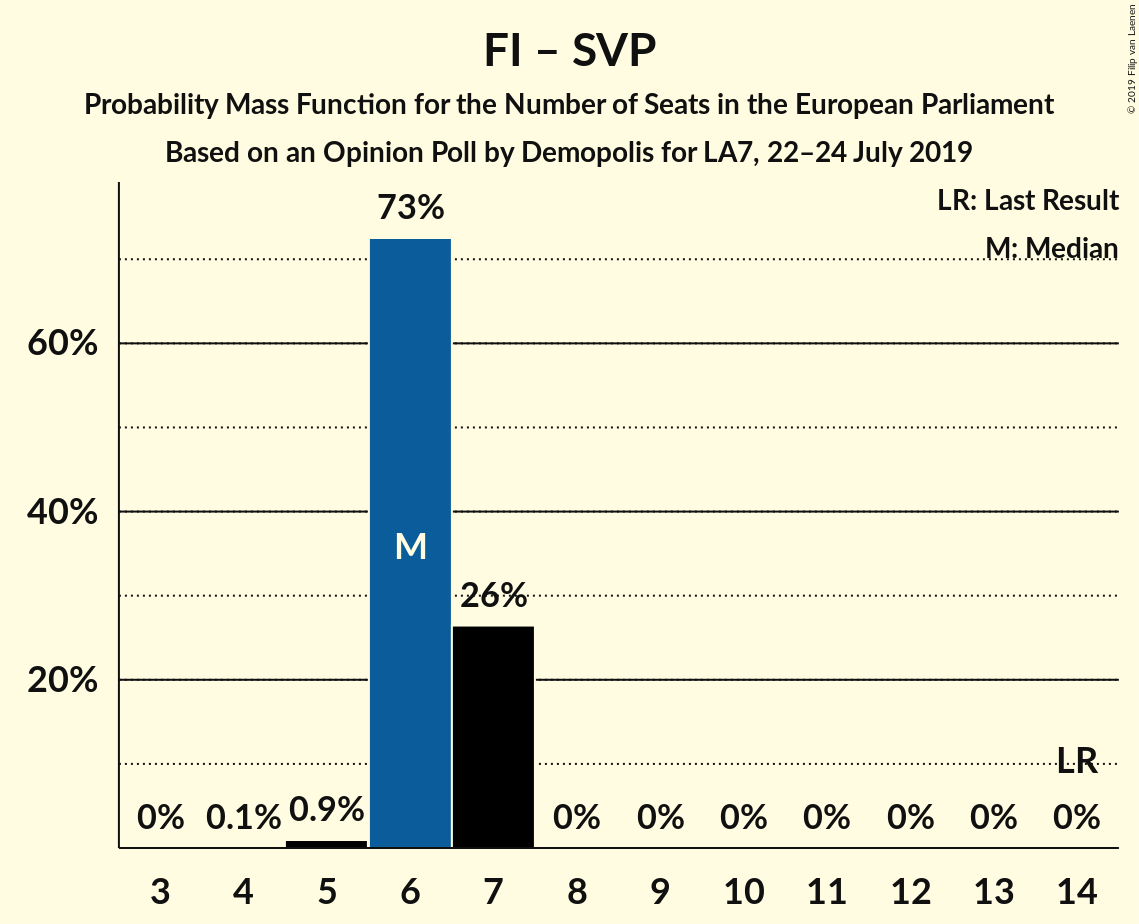 FI – SVP
Probability Mass Function for the Number of Seats in the European Parliament
Based on an Opinion Poll by Demopolis for LA7, 22–24 July 2019
© 2019 Filip van Laenen
LR: Last Result
M: Median
73%
60%
40%
M
26%
20%
LR
0% 0.1% 0.9% 0% 0% 0% 0% 0% 0% 0%
3 4 5 6 7 8 9 10 11 12 13 14